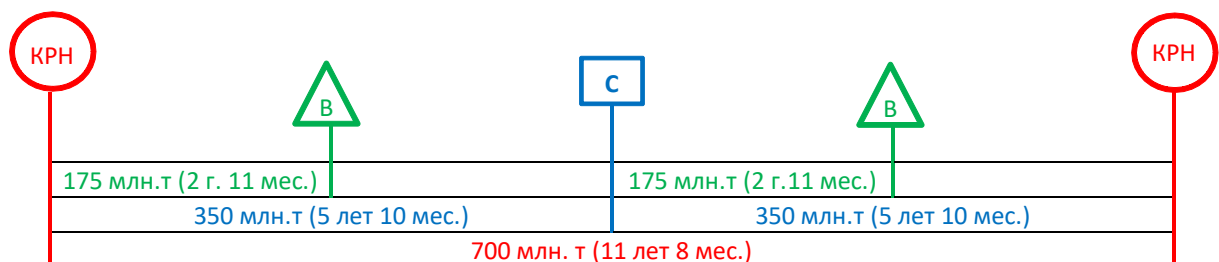 КРН
КРН
В
С
В
175 млн.т (2 г. 11 мес.)
175 млн.т (2 г.11 мес.)
350 млн.т (5 лет 10 мес.)
350 млн.т (5 лет 10 мес.)
700 млн. т (11 лет 8 мес.)